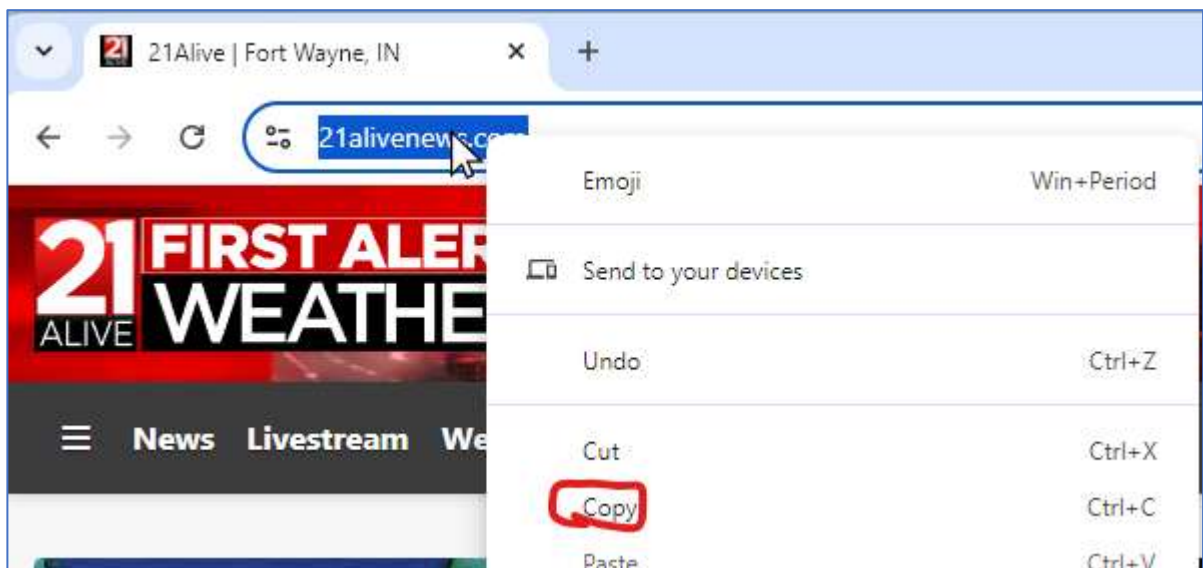 21Alive | Fort Wayne, IN
21alivenews.com
Emoji Win+Period
21 FIRST ALER
ALIVE WEATHE
Send to your devices
Undo Ctrl+Z
News Livestream We
Cut Ctrl+X
Copy Ctrl+C
Paste Ctrl+V